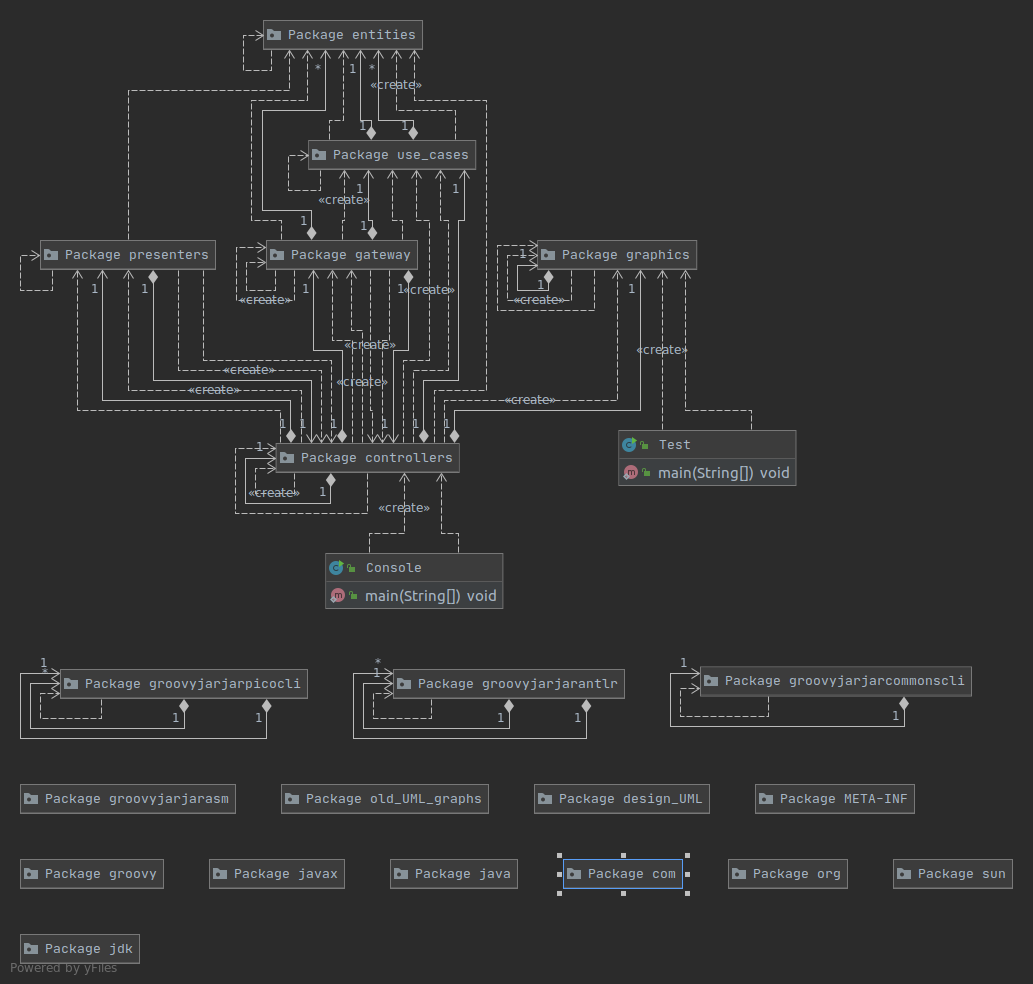 Package entities
*
1
*
«create»
1
1
Package use_cases
1
1
«create»
1
1
Package presenters
Package gateway
1
Package graphics
1
1
«create»
1
1
«create»
1
«create»
1
«create»
«create»
«create»
«create»
«create»
«create»
1
1
1
1
1
1
1
Package controllers
«create»
1
«create»
Test
main(String[]) void
Console
main(String[]) void
1
*
Package groovyjarjarpicocli
1
1
*
1
Package groovyjarjarantlr
1
1
1
Package groovyjarjarcommonscli
1
Package groovyjarjarasm
Package old_UML_graphs
Package design_UML
Package META-INF
Package groovy
Package javax
Package java
Package com
Package org
Package sun
Package jdk
Powered by yFiles